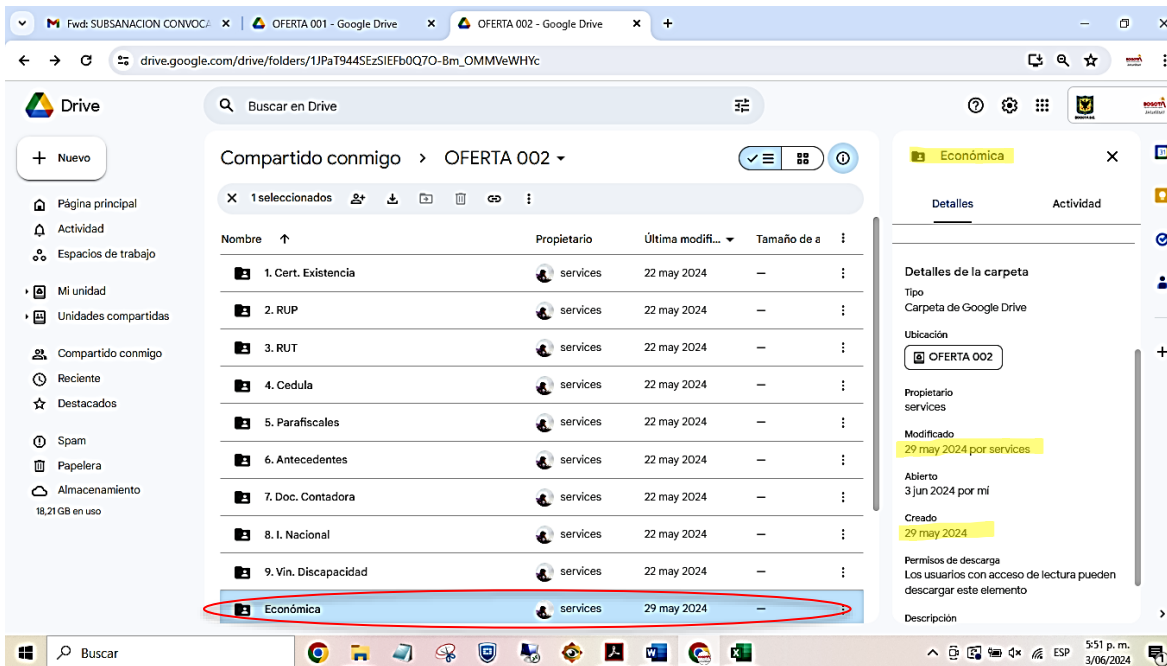 Fwd: SUBSANACION CONVOCA
OFERTA 001 - Google Drive
OFERTA 002 - Google Drive
drive.google.com/drive/folders/1JPaT944SEzSIEFb0Q7O-Bm_OMMVeWHYc
Drive
Buscar en Drive
Nuevo
Página principal
Actividad
Espacios de trabajo
Mi unidad
Unidades compartidas
Compartido conmigo
Reciente
Destacados
Spam
Papelera
Almacenamiento
18,21 GB en uso
Compartido conmigo > OFERTA 002
1 seleccionados
Nombre Propietario Última modifi... Tamaño de a
1. Cert. Existencia services 22 may 2024 —
2. RUP services 22 may 2024 —
3. RUT services 22 may 2024 —
4. Cedula services 22 may 2024 —
5. Parafiscales services 22 may 2024 —
6. Antecedentes services 22 may 2024 —
7. Doc. Contadora services 22 may 2024 —
8. I. Nacional services 22 may 2024 —
9. Vin. Discapacidad services 22 may 2024 —
Económica services 29 may 2024 —
Económica
Detalles Actividad
Detalles de la carpeta
Tipo
Carpeta de Google Drive
Ubicación
OFERTA 002
Propietario
services
Modificado
29 may 2024 por services
Abierto
3 jun 2024 por mí
Creado
29 may 2024
Permisos de descarga
Los usuarios con acceso de lectura pueden
descargar este elemento
Descripción
Buscar
ESP
5:51 p. m.
3/06/2024